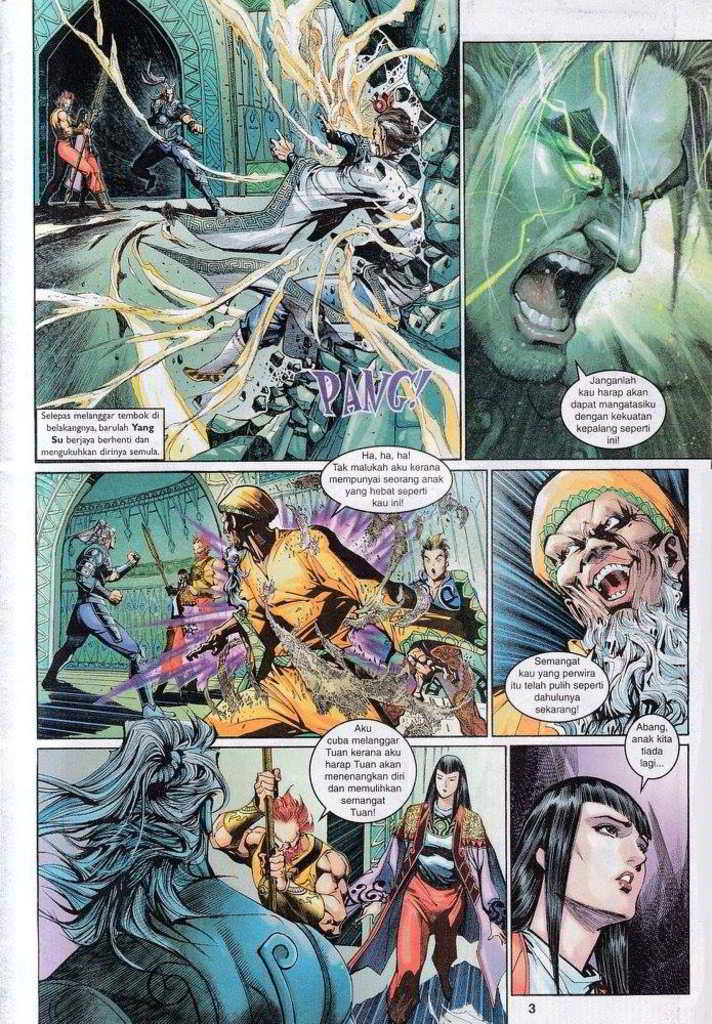 Janganlah
kau harap akan
dapat mangatasiku
dengan kekuatan
kepalang seperti
ini!
PANG!
Selepas melanggar tembok di
belakangnya, barulah Yang
Su berjaya berhenti dan
mengukuhkan dirinya semula.
Ha, ha, ha!
Tak malukah aku kerana
mempunyai seorang anak
yang hebat seperti
kau ini!
Semangat
kau yang perwira
itu telah pulih seperti
dahulunya
sekarang!
Aku
cuba melanggar
Tuan kerana aku
harap Tuan akan
menenangkan diri
dan memulihkan
semangat
Tuan!
Abang,
anak kita
tiada
lagi...
3